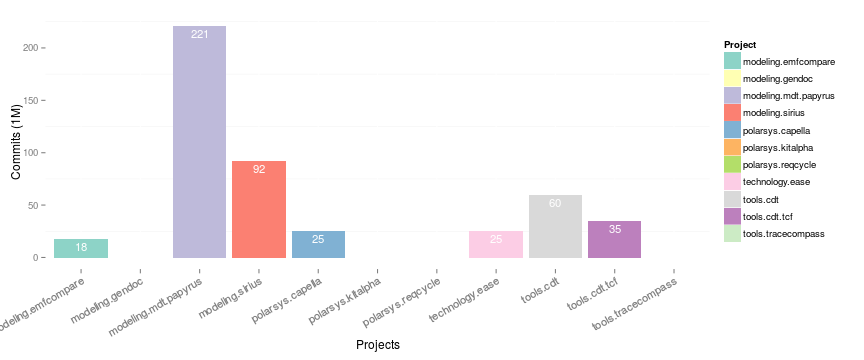 Commits (1M)
200
150
100
50
0
18
221
92
25
25
60
35
modeling.emfcompare
modeling.gendoc
modeling.mdt.papyrus
modeling.sirius
polarsys.capella
polarsys.kitalpha
polarsys.reqcycle
technology.ease
tools.cdt
tools.cdt.tcf
tools.tracecompass
Projects
Project
modeling.emfcompare
modeling.gendoc
modeling.mdt.papyrus
modeling.sirius
polarsys.capella
polarsys.kitalpha
polarsys.reqcycle
technology.ease
tools.cdt
tools.cdt.tcf
tools.tracecompass